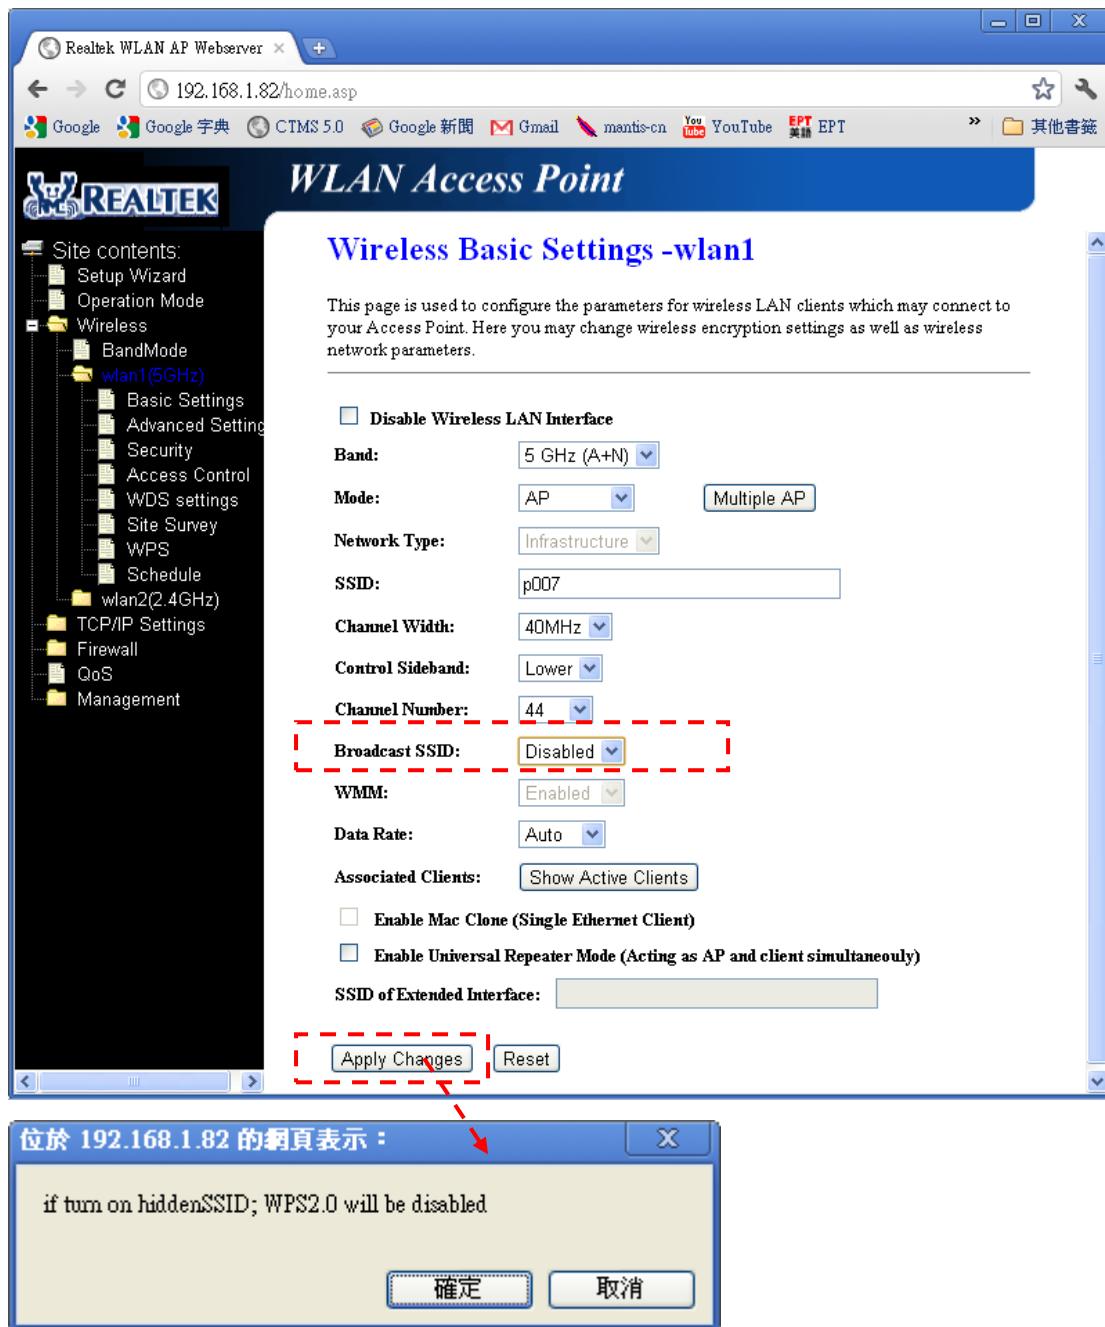 Realtek WLAN AP Webserver
192.168.1.82/home.asp
Google Google 字典 CTMS 5.0 Google 新聞 Gmail mantis-cn You Tube YouTube EPT 英語 EPT » 其他書籤
REALTEK
WLAN Access Point
Site contents:
Setup Wizard
Operation Mode
Wireless
BandMode
wlan1(5GHz)
Basic Settings
Advanced Setting
Security
Access Control
WDS settings
Site Survey
WPS
Schedule
wlan2(2.4GHz)
TCP/IP Settings
Firewall
QoS
Management
Wireless Basic Settings -wlan1
This page is used to configure the parameters for wireless LAN clients which may connect to
your Access Point. Here you may change wireless encryption settings as well as wireless
network parameters.
Disable Wireless LAN Interface
Band: 5 GHz (A+N)
Mode: AP Multiple AP
Network Type: Infrastructure
SSID: p007
Channel Width: 40MHz
Control Sideband: Lower
Channel Number: 44
Broadcast SSID: Disabled
WMM: Enabled
Data Rate: Auto
Associated Clients: Show Active Clients
Enable Mac Clone (Single Ethernet Client)
Enable Universal Repeater Mode (Acting as AP and client simultaneouly)
SSID of Extended Interface:
Apply Changes Reset
位於 192.168.1.82 的網頁表示：
if turn on hiddenSSID; WPS2.0 will be disabled
確定 取消